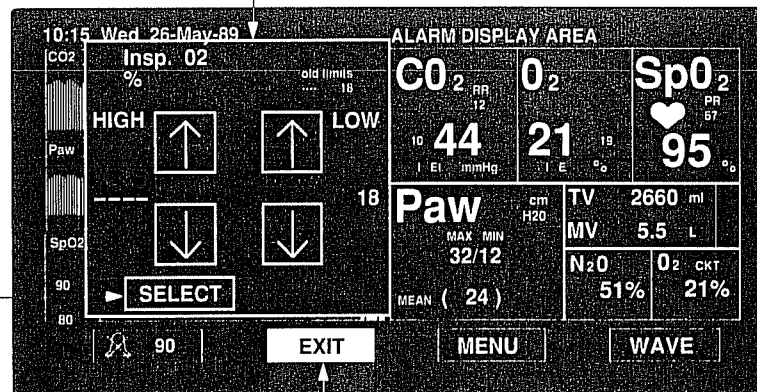 10:15 Wed 26-May-89 ALARM DISPLAY AREA
CO2
Insp. 02
%
old limits
---- 18
HIGH LOW
----- 18
SELECT
Paw
SpO2
90
80
CO2 RR
12
10 44
I E mmHg
O2
21 19
I E %
SpO2
PR
67
95 %
Paw cm
H20
MAX MIN
32/12
MEAN ( 24 )
TV 2660 ml
MV 5.5 L
N20
51%
O2 CKT
21%
90
EXIT
MENU
WAVE